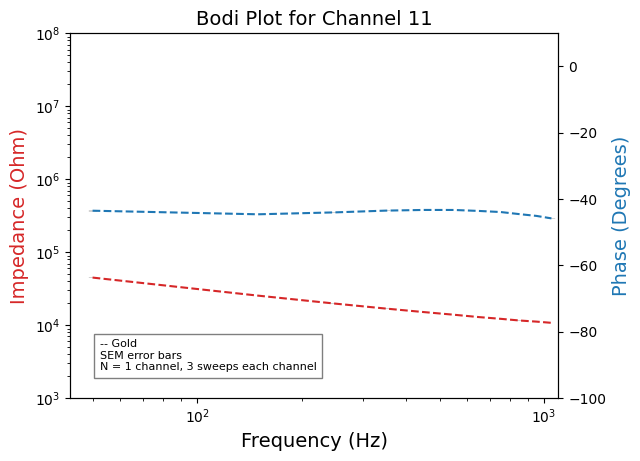 Bodi Plot for Channel 11
10^8
10^7
10^6
10^5
10^4
10^3
Impedance (Ohm)
0
−20
−40
−60
−80
−100
Phase (Degrees)
-- Gold
SEM error bars
N = 1 channel, 3 sweeps each channel
10^2
10^3
Frequency (Hz)